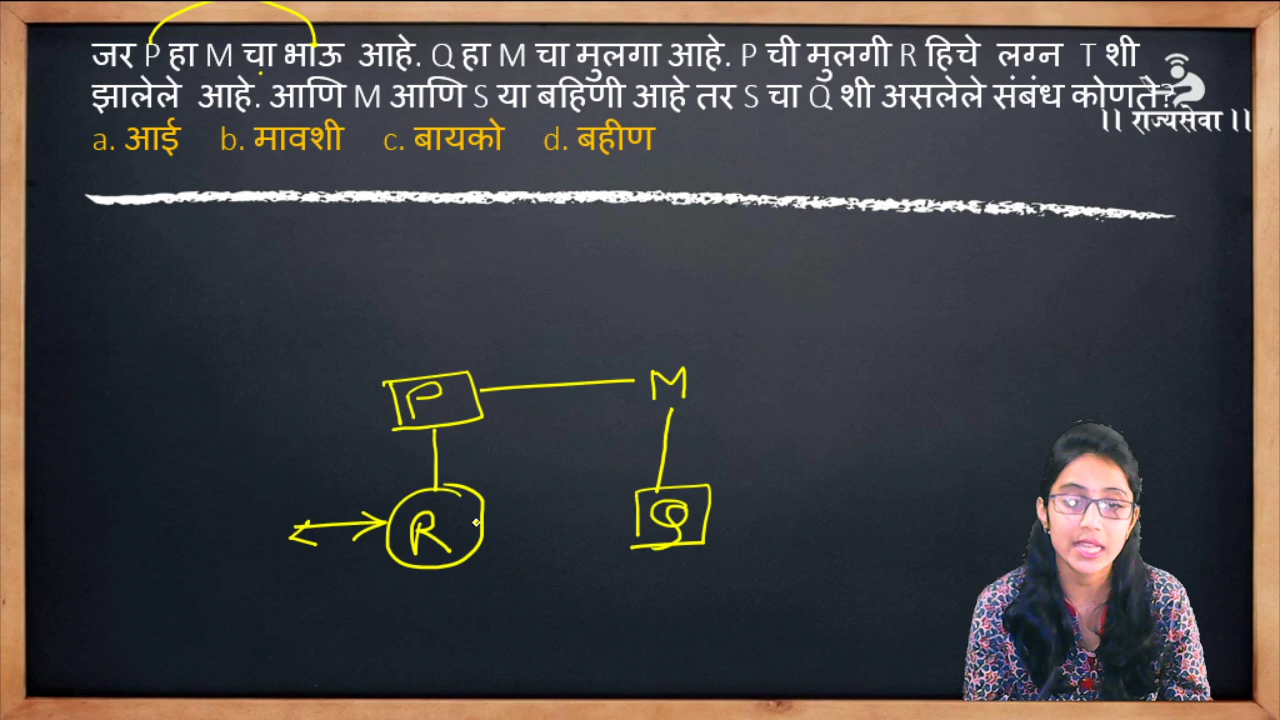 जर P हा M चा भाऊ आहे. Q हा M चा मुलगा आहे. P ची मुलगी R हिचे लग्न T शी
झालेले आहे. आणि M आणि S या बहिणी आहे तर S चा Q शी असलेले संबंध कोणते?
।। राज्यसेवा ।।
a. आई b. मावशी c. बायको d. बहीण
P M
R Q